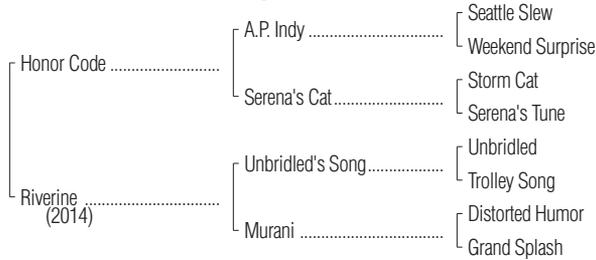 Seattle Slew
A.P. Indy ................................
Weekend Surprise
Honor Code ..........................
Storm Cat
Serena's Cat..........................
Serena's Tune
Unbridled
Unbridled's Song..................
Trolley Song
Riverine ................................
(2014)
Distorted Humor
Murani ..................................
Grand Splash